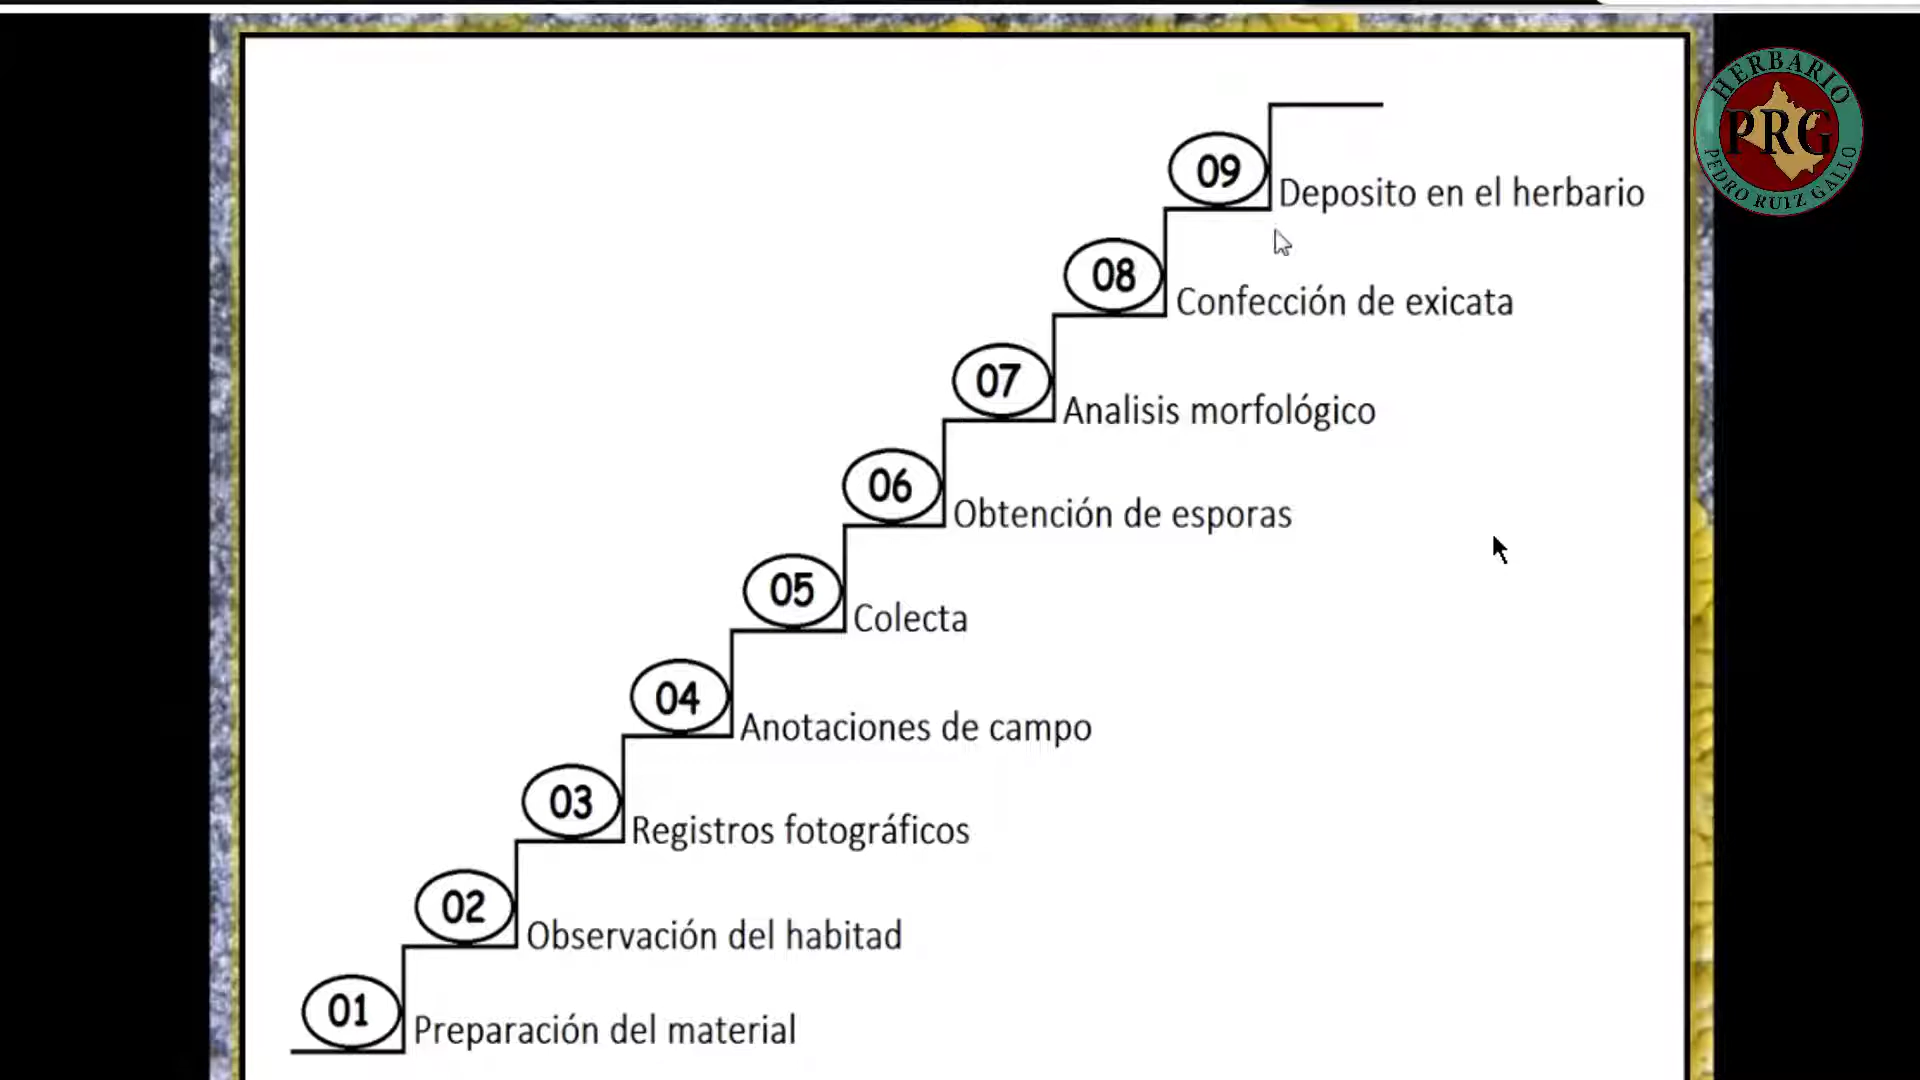 HERBARIO
PRG
PEDRO RUIZ GALLO
09
Deposito en el herbario
08
Confección de exicata
07
Analisis morfológico
06
Obtención de esporas
05
Colecta
04
Anotaciones de campo
03
Registros fotográficos
02
Observación del habitad
01
Preparación del material